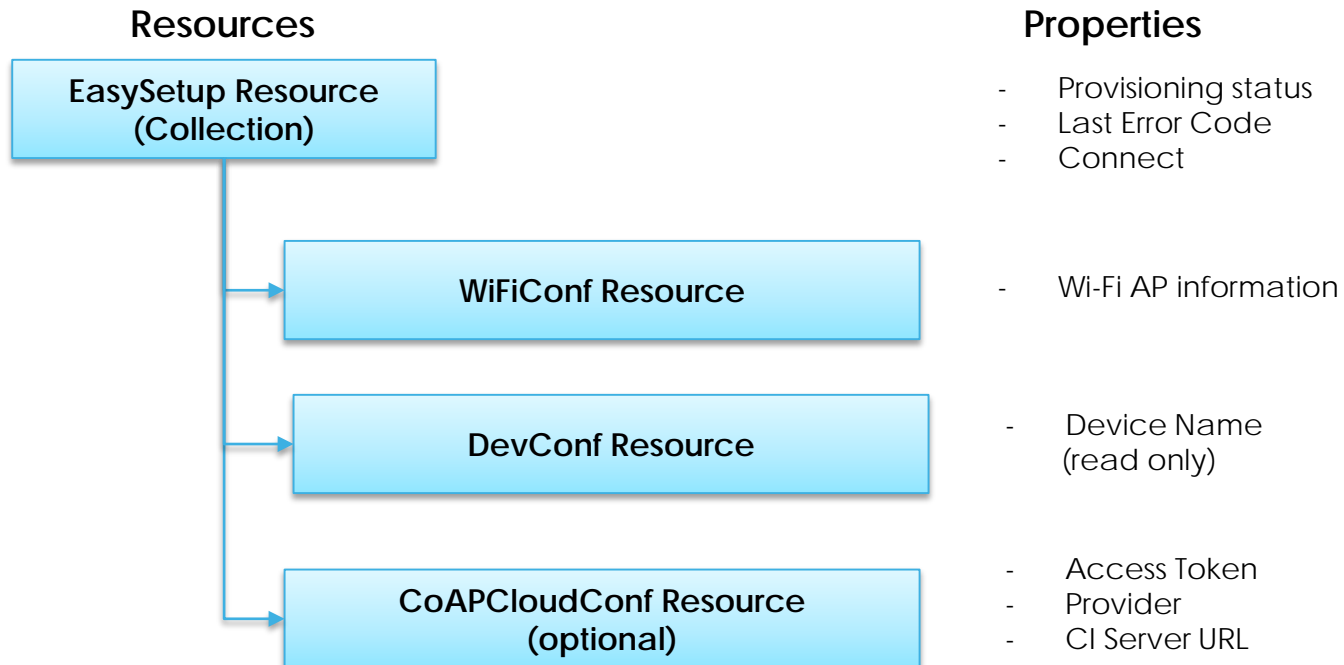 Resources
Properties
EasySetup Resource
(Collection)
- Provisioning status
- Last Error Code
- Connect
WiFiConf Resource
- Wi-Fi AP information
DevConf Resource
- Device Name
(read only)
CoAPCloudConf Resource
(optional)
- Access Token
- Provider
- CI Server URL